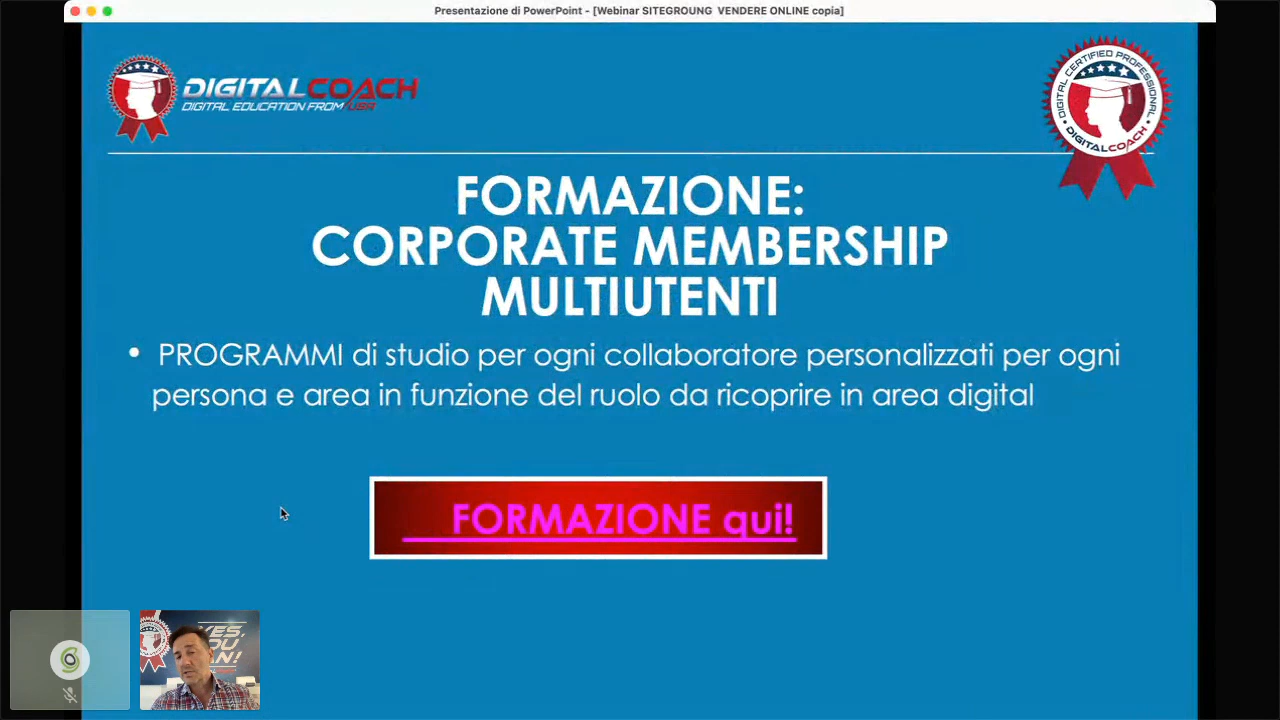 Presentazione di PowerPoint - [Webinar SITEGROUNG VENDERE ONLINE copia]
DIGITALCOACH
DIGITAL EDUCATION FROM USA
• DIGITAL CERTIFIED PROFESSIONAL •
DIGITALCOACH
FORMAZIONE:
CORPORATE MEMBERSHIP
MULTIUTENTI
• PROGRAMMI di studio per ogni collaboratore personalizzati per ogni
persona e area in funzione del ruolo da ricoprire in area digital
FORMAZIONE qui!
YES,